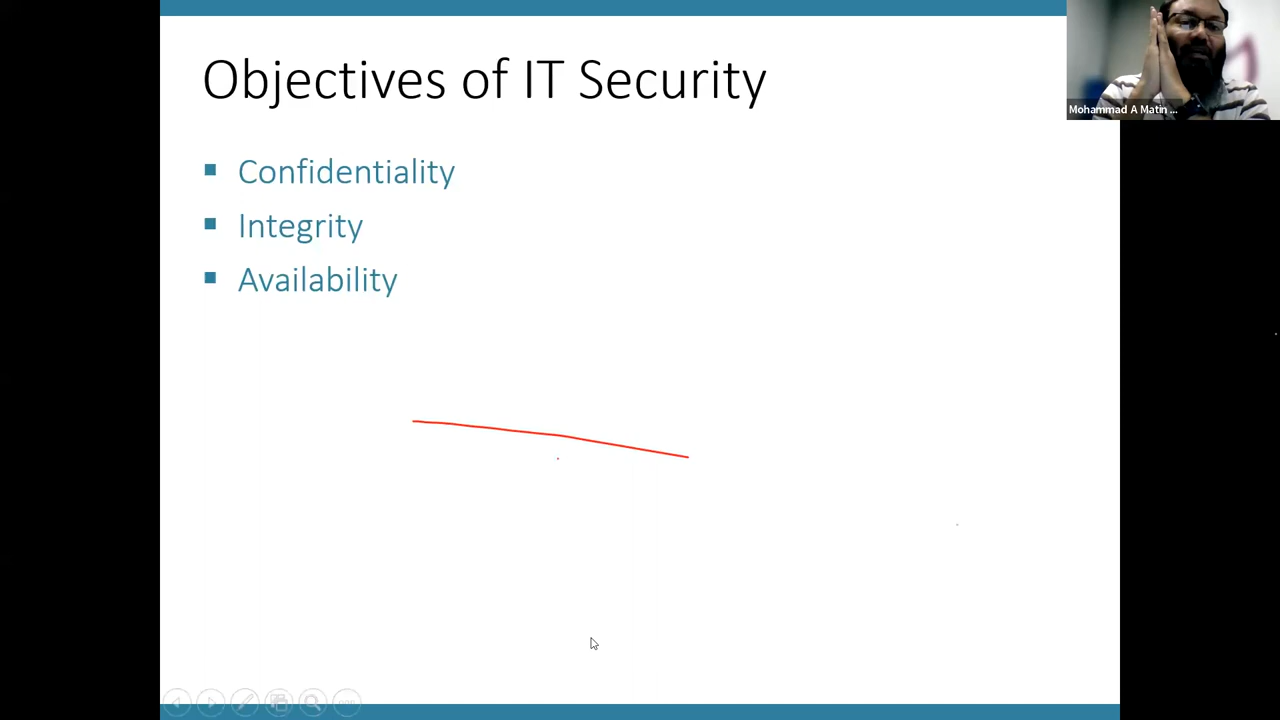 Objectives of IT Security
Mohammad A Matin ...
Confidentiality
Integrity
Availability